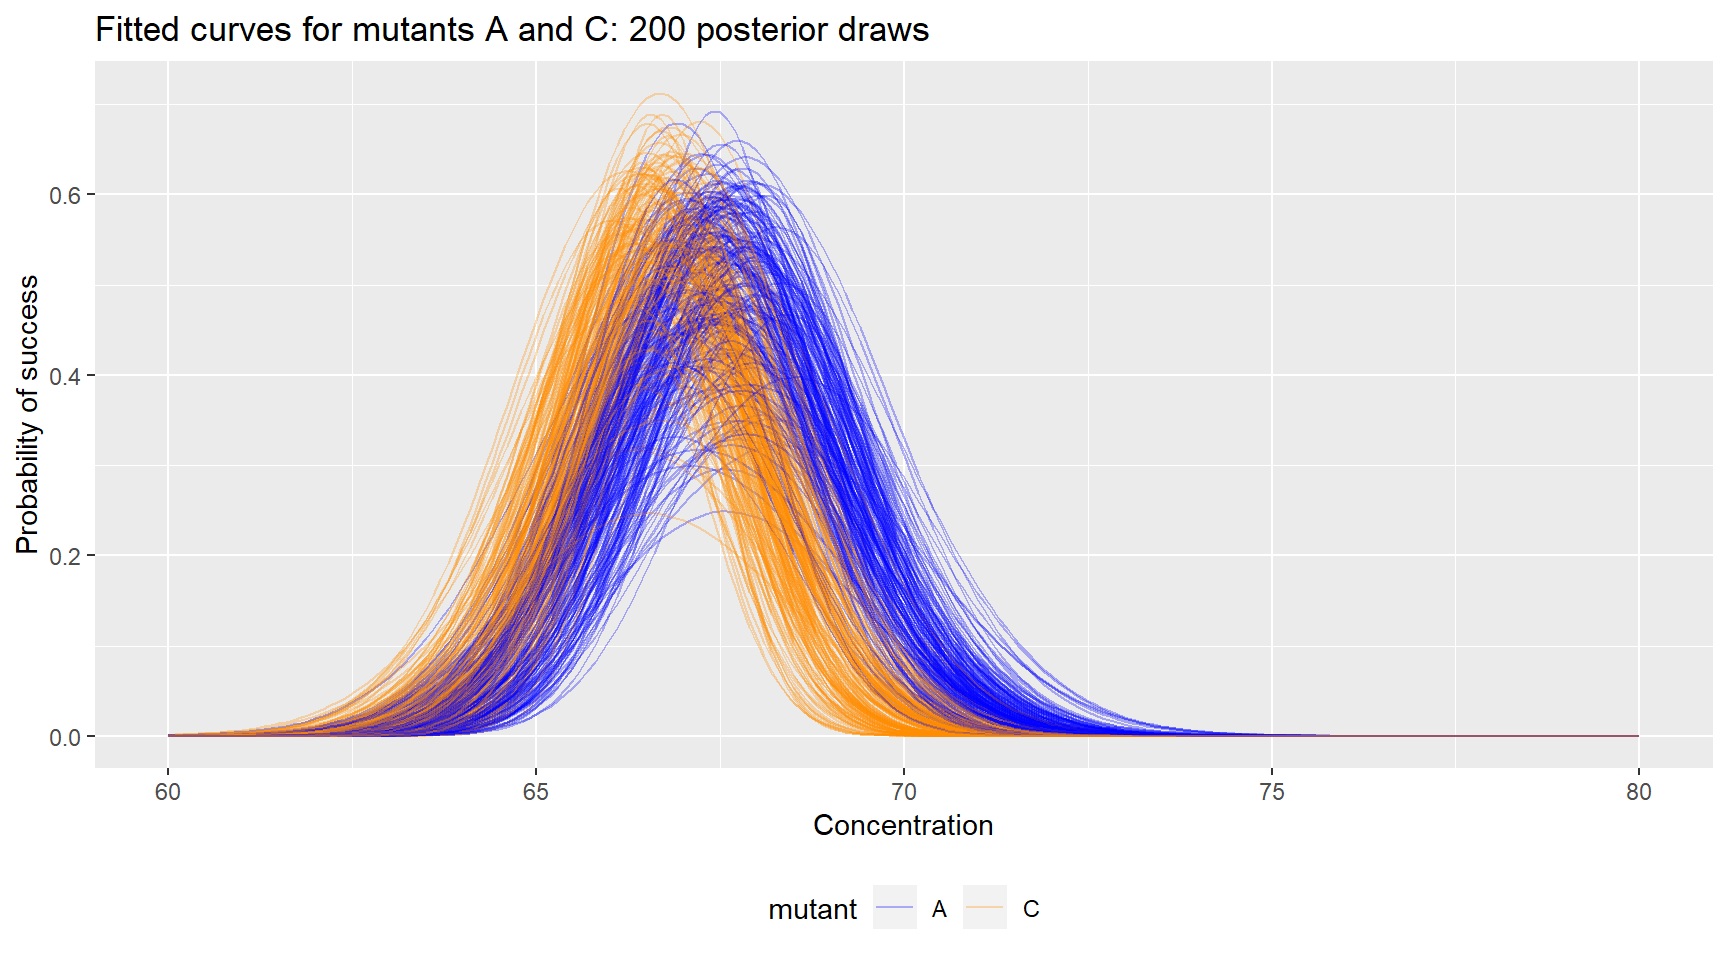 Fitted curves for mutants A and C: 200 posterior draws
Probability of success
0.6
0.4
0.2
0.0
60 65 70 75 80
Concentration
mutant A C